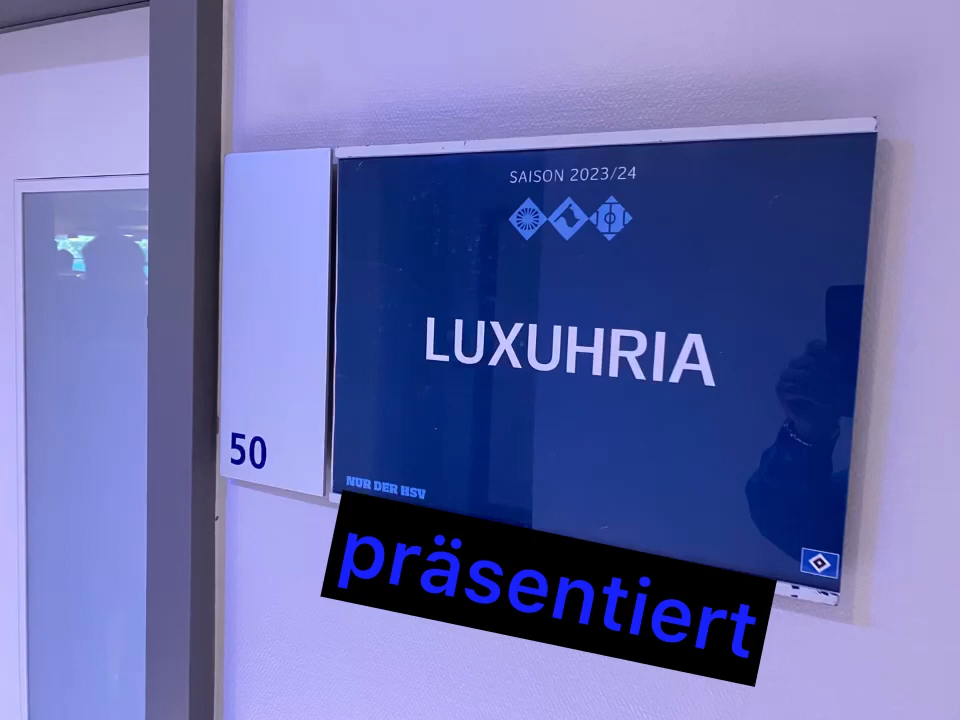 SAISON 2023/24
LUXUHRIA
50
NUR DER HSV
präsentiert